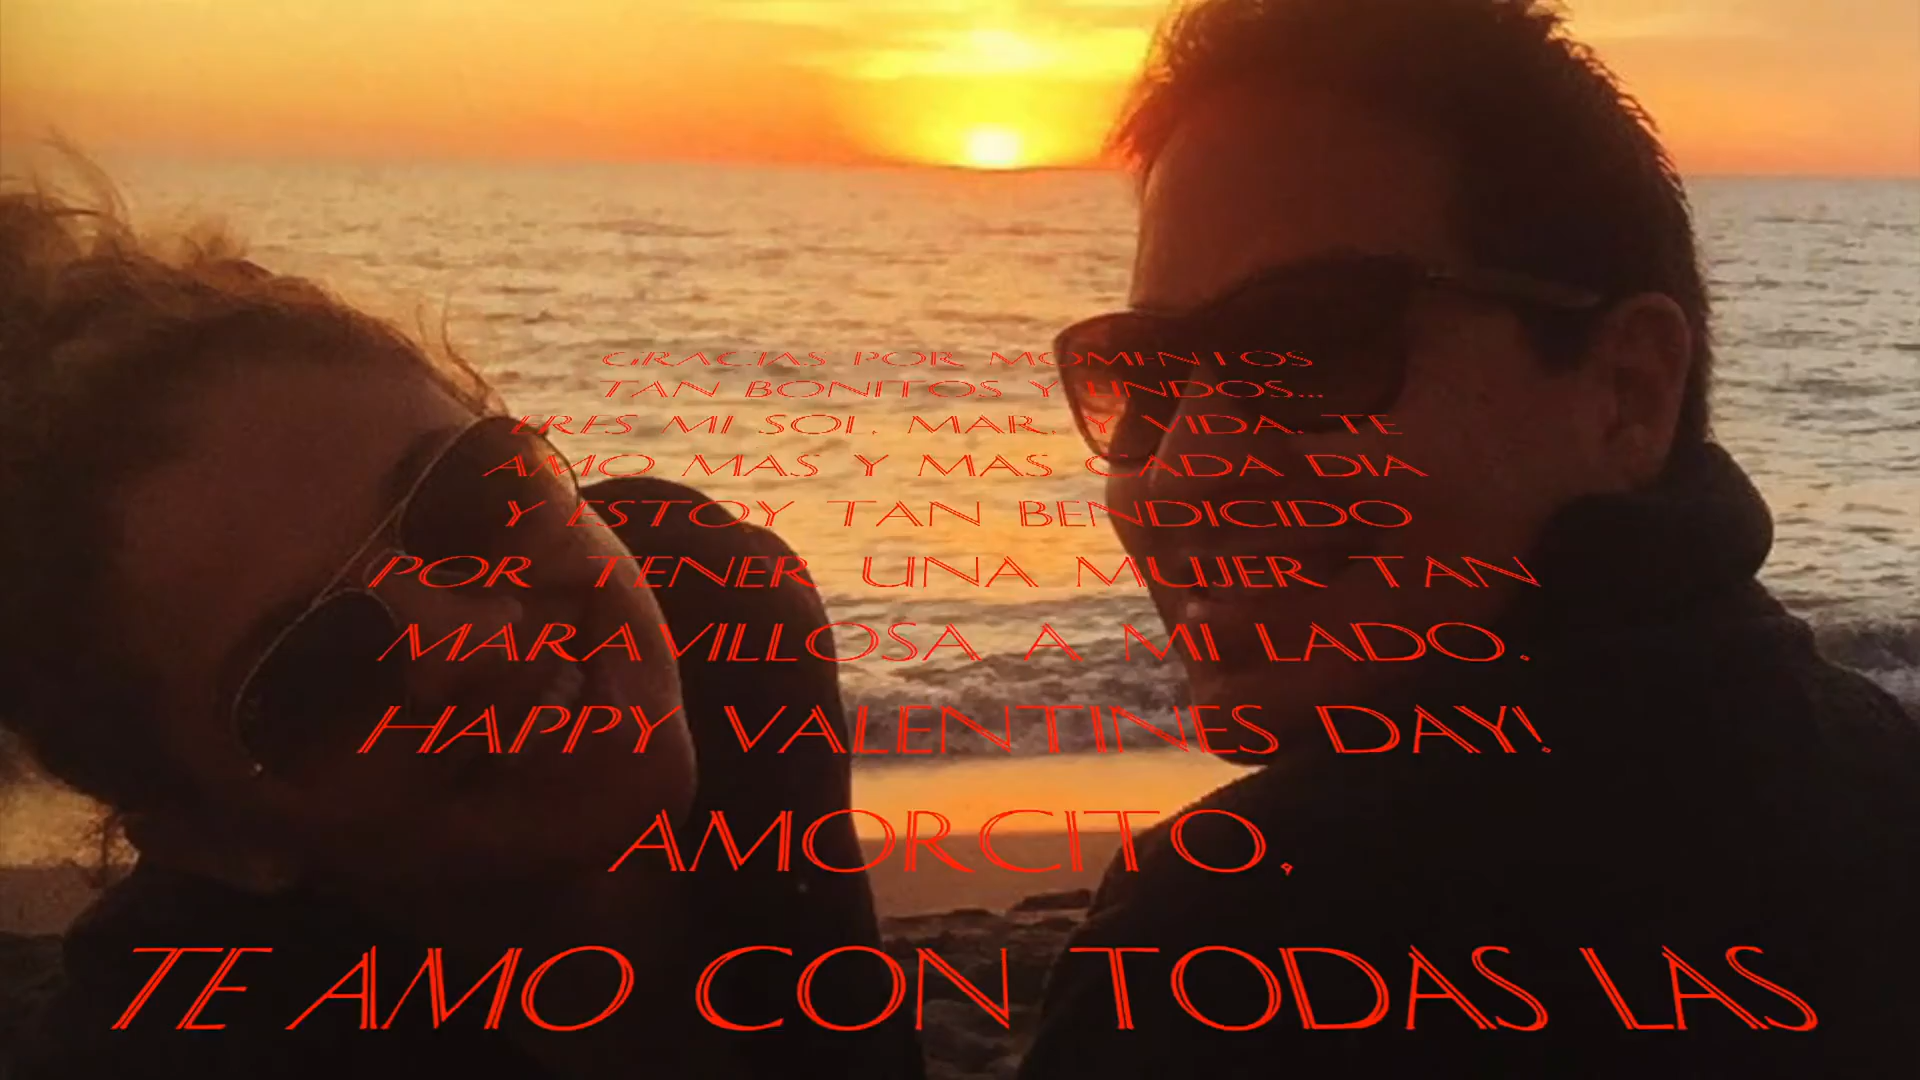 GRACIAS POR MOMENTOS
TAN BONITOS Y LINDOS...
ERES MI SOL, MAR, Y VIDA. TE
AMO MAS Y MAS CADA DIA
Y ESTOY TAN BENDICIDO
POR TENER UNA MUJER TAN
MARAVILLOSA A MI LADO.
HAPPY VALENTINES DAY!
AMORCITO,
TE AMO CON TODAS LAS